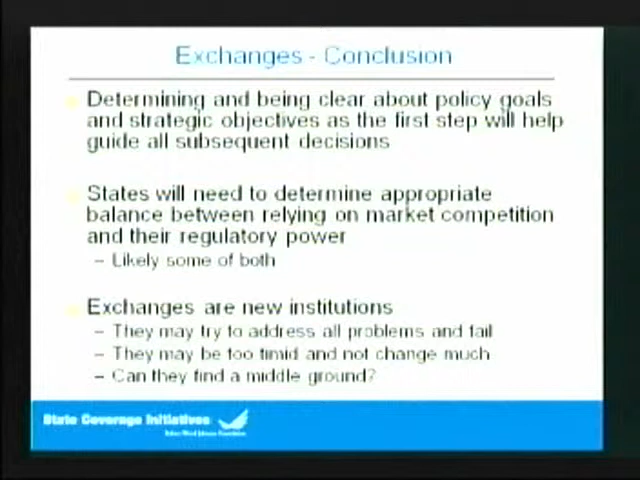 Exchanges - Conclusion
Determining and being clear about policy goals
and strategic objectives as the first step will help
guide all subsequent decisions
States will need to determine appropriate
balance between relying on market competition
and their regulatory power
– Likely some of both
Exchanges are new institutions
– They may try to address all problems and fail
– They may be too timid and not change much
– Can they find a middle ground?
State Coverage Initiatives